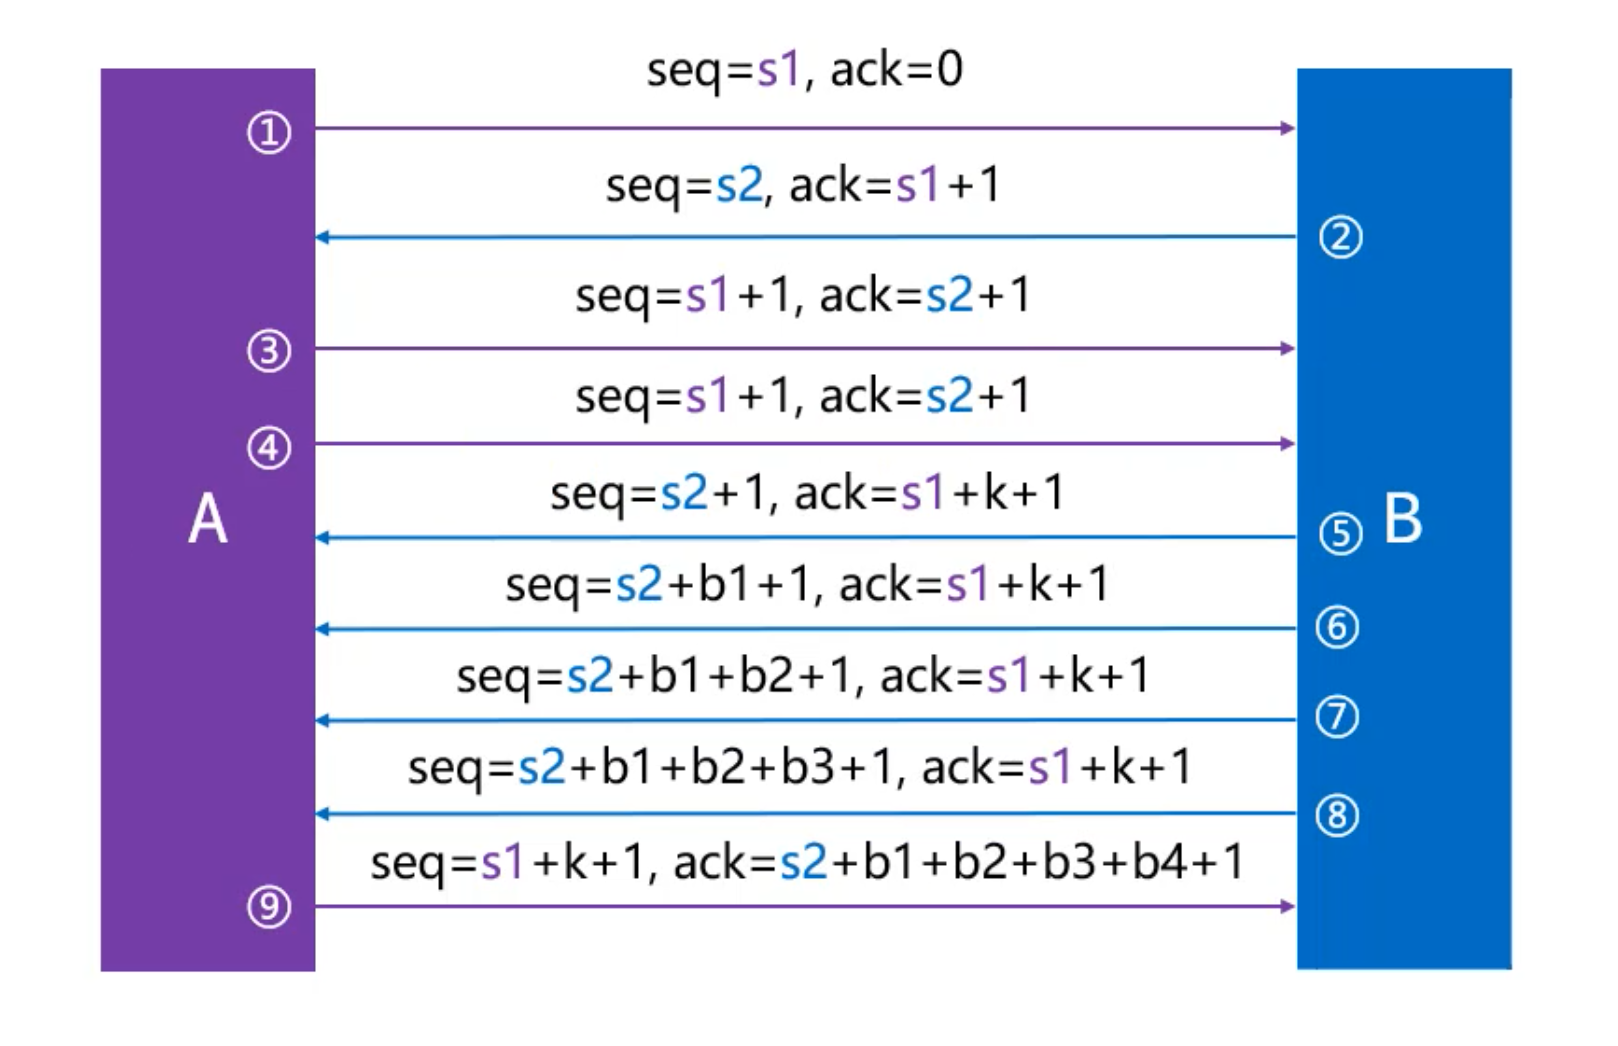 seq=s1, ack=0
①
seq=s2, ack=s1+1
②
seq=s1+1, ack=s2+1
③
seq=s1+1, ack=s2+1
④
seq=s2+1, ack=s1+k+1
A
⑤ B
seq=s2+b1+1, ack=s1+k+1
⑥
seq=s2+b1+b2+1, ack=s1+k+1
⑦
seq=s2+b1+b2+b3+1, ack=s1+k+1
⑧
seq=s1+k+1, ack=s2+b1+b2+b3+b4+1
⑨